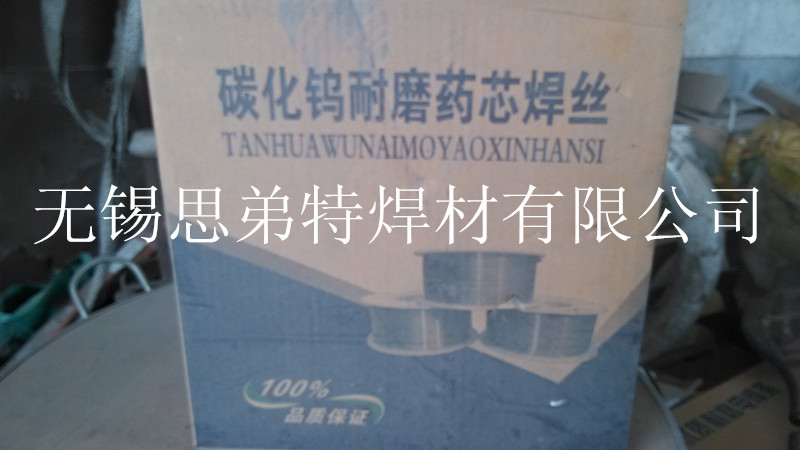 碳化钨耐磨药芯焊丝
TANHUAWUNAIMOYAOXINHANSI
无锡思弟特焊材有限公司
100%
品质保证